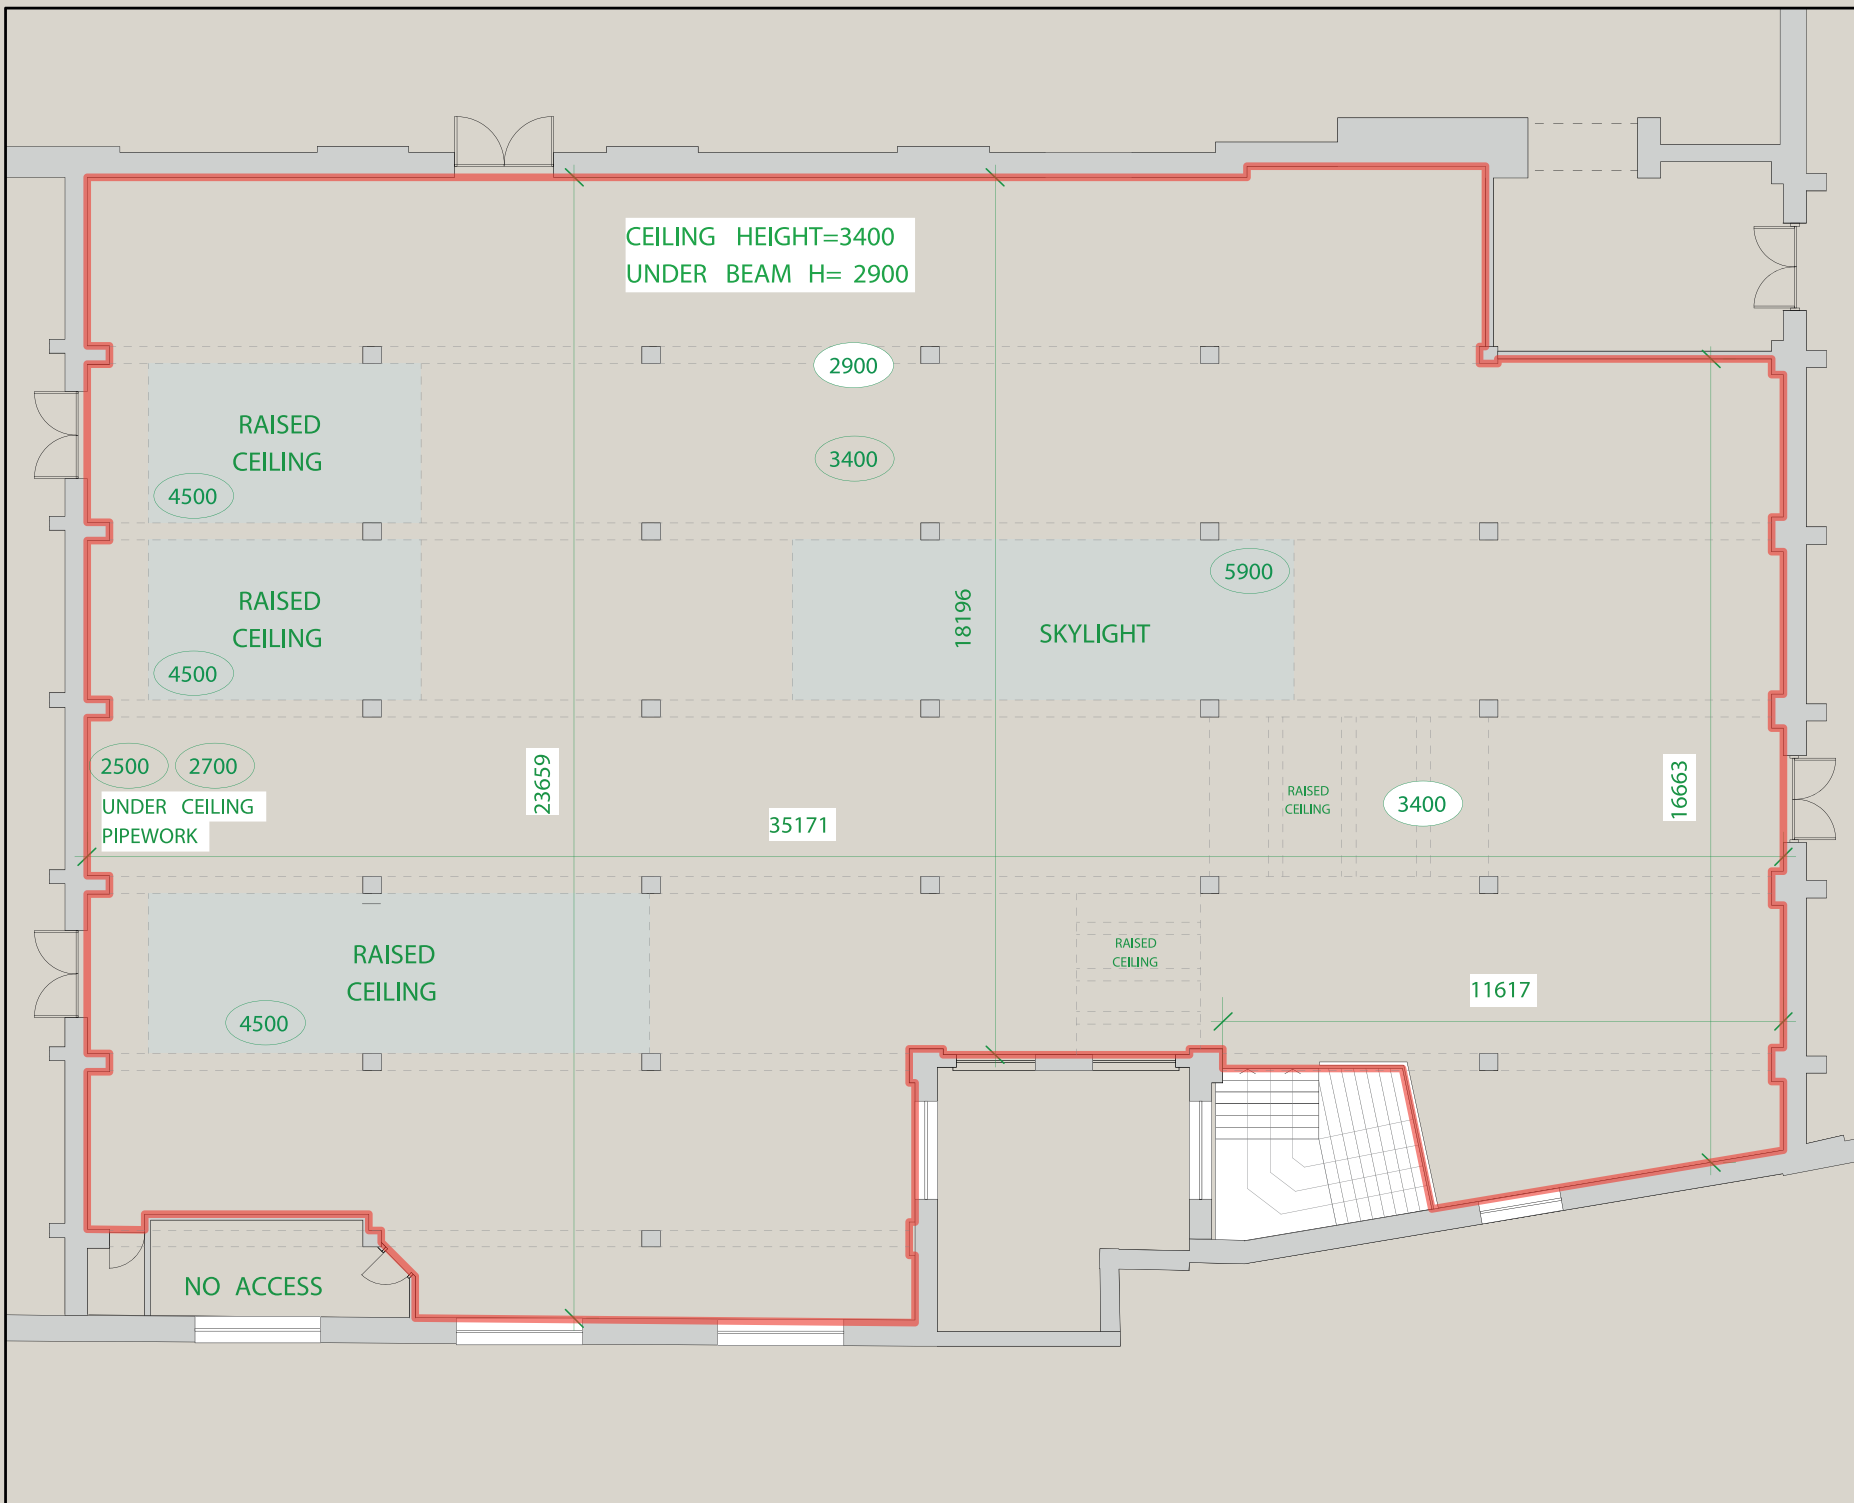 CEILING HEIGHT=3400
UNDER BEAM H= 2900
2900
RAISED
CEILING
3400
4500
5900
RAISED
CEILING
18196
SKYLIGHT
4500
2500
2700
UNDER CEILING
PIPEWORK
23659
35171
RAISED
CEILING
3400
16663
RAISED
CEILING
4500
RAISED
CEILING
11617
NO ACCESS